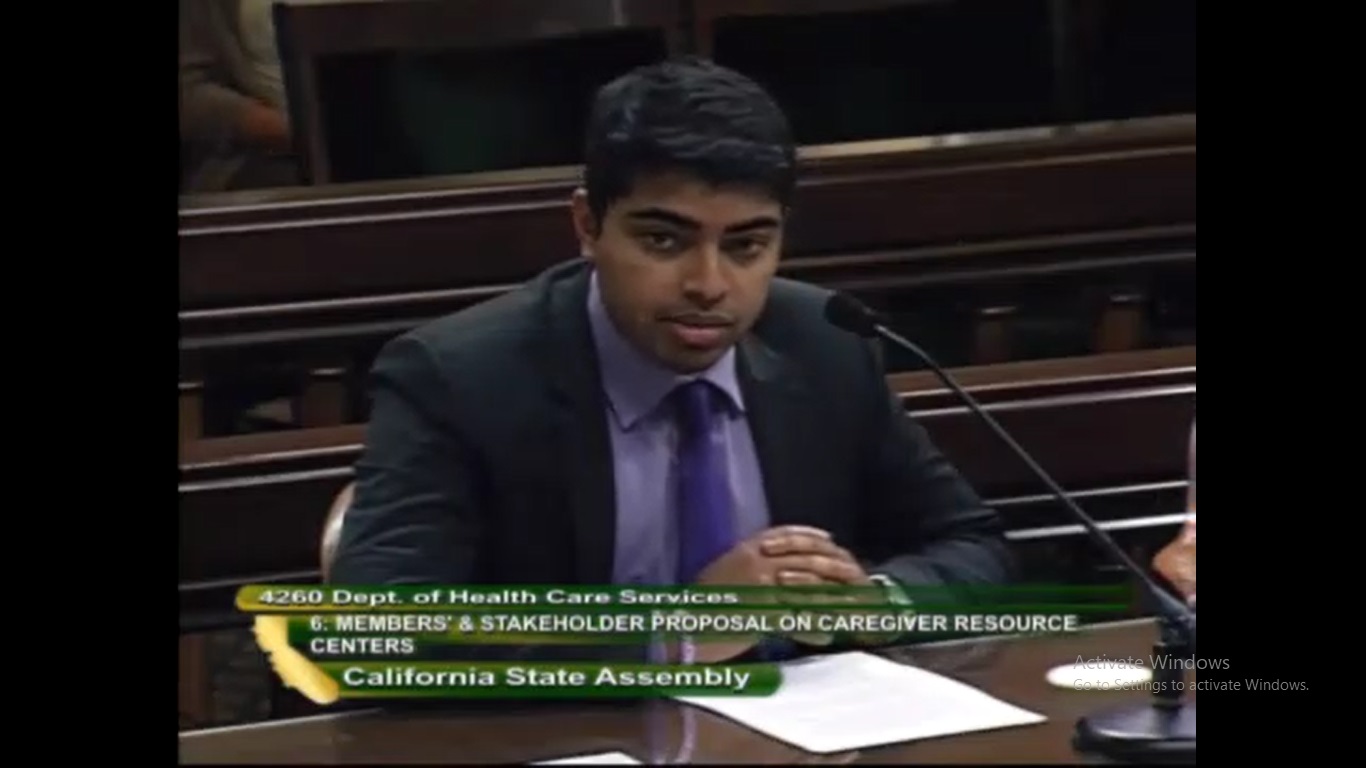 4260 Dept. of Health Care Services
6: MEMBERS' & STAKEHOLDER PROPOSAL ON CAREGIVER RESOURCE
CENTERS
California State Assembly
Activate Windows
Go to Settings to activate Windows.